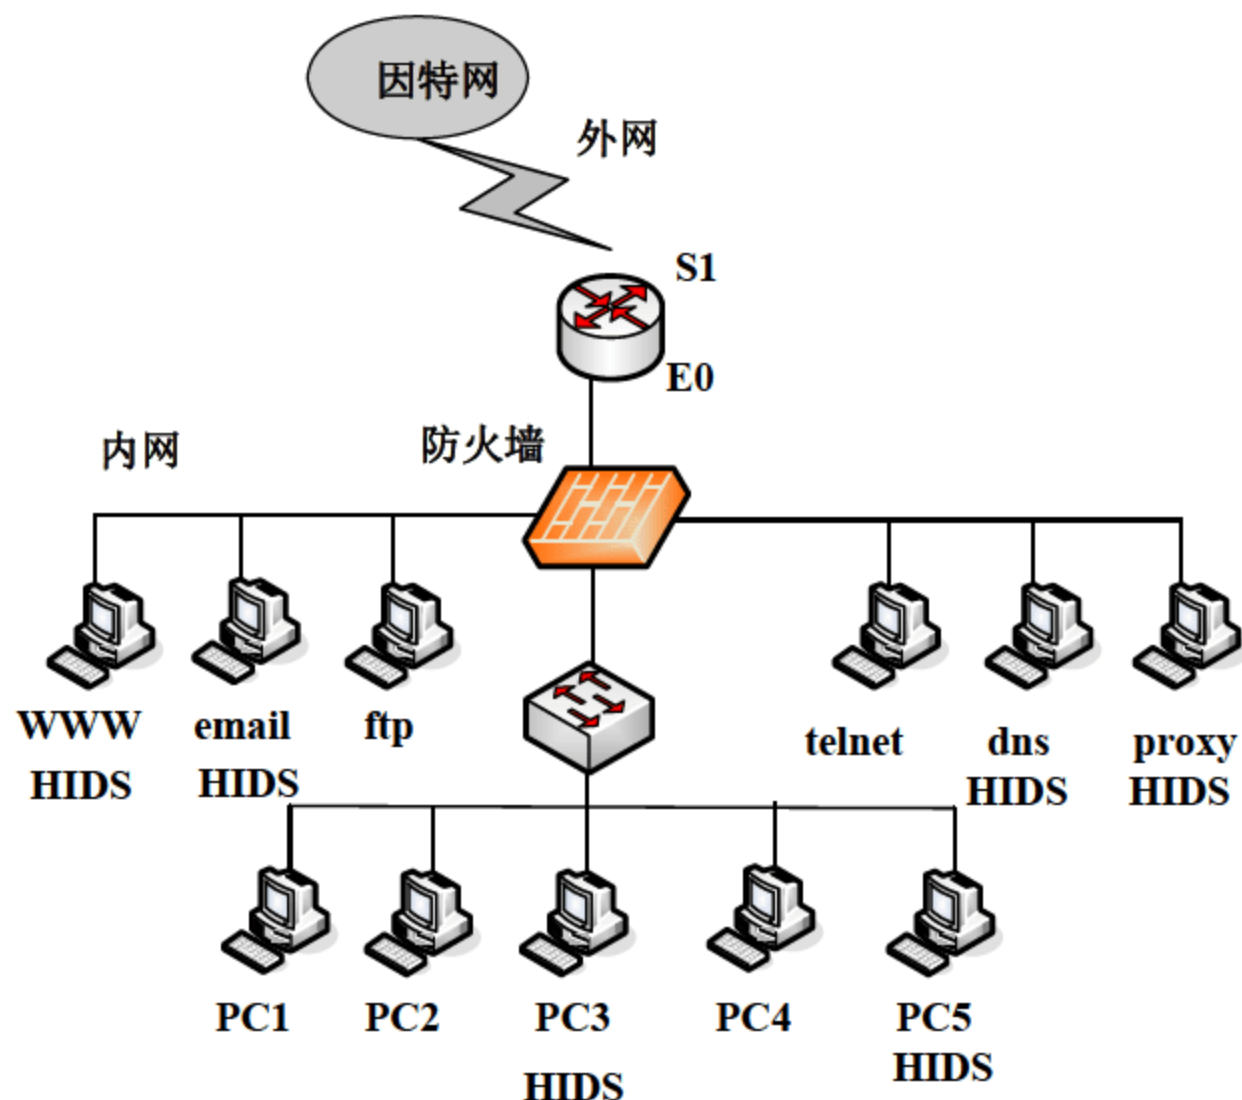 因特网
外网
S1
E0
内网
防火墙
WWW
HIDS
email
HIDS
ftp
telnet
dns
HIDS
proxy
HIDS
PC1
PC2
PC3
HIDS
PC4
PC5
HIDS